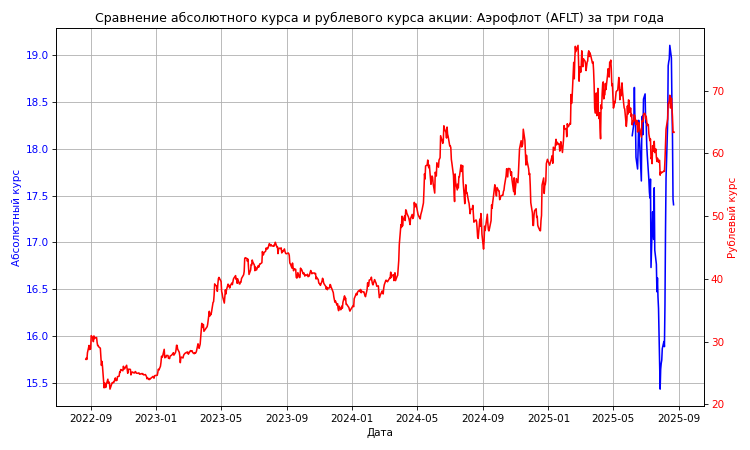 Сравнение абсолютного курса и рублевого курса акции: Аэрофлот (AFLT) за три года
Абсолютный курс
19.0
18.5
18.0
17.5
17.0
16.5
16.0
15.5
70
60
50
40
30
20
Рублевый курс
2022-09 2023-01 2023-05 2023-09 2024-01 2024-05 2024-09 2025-01 2025-05 2025-09
Дата